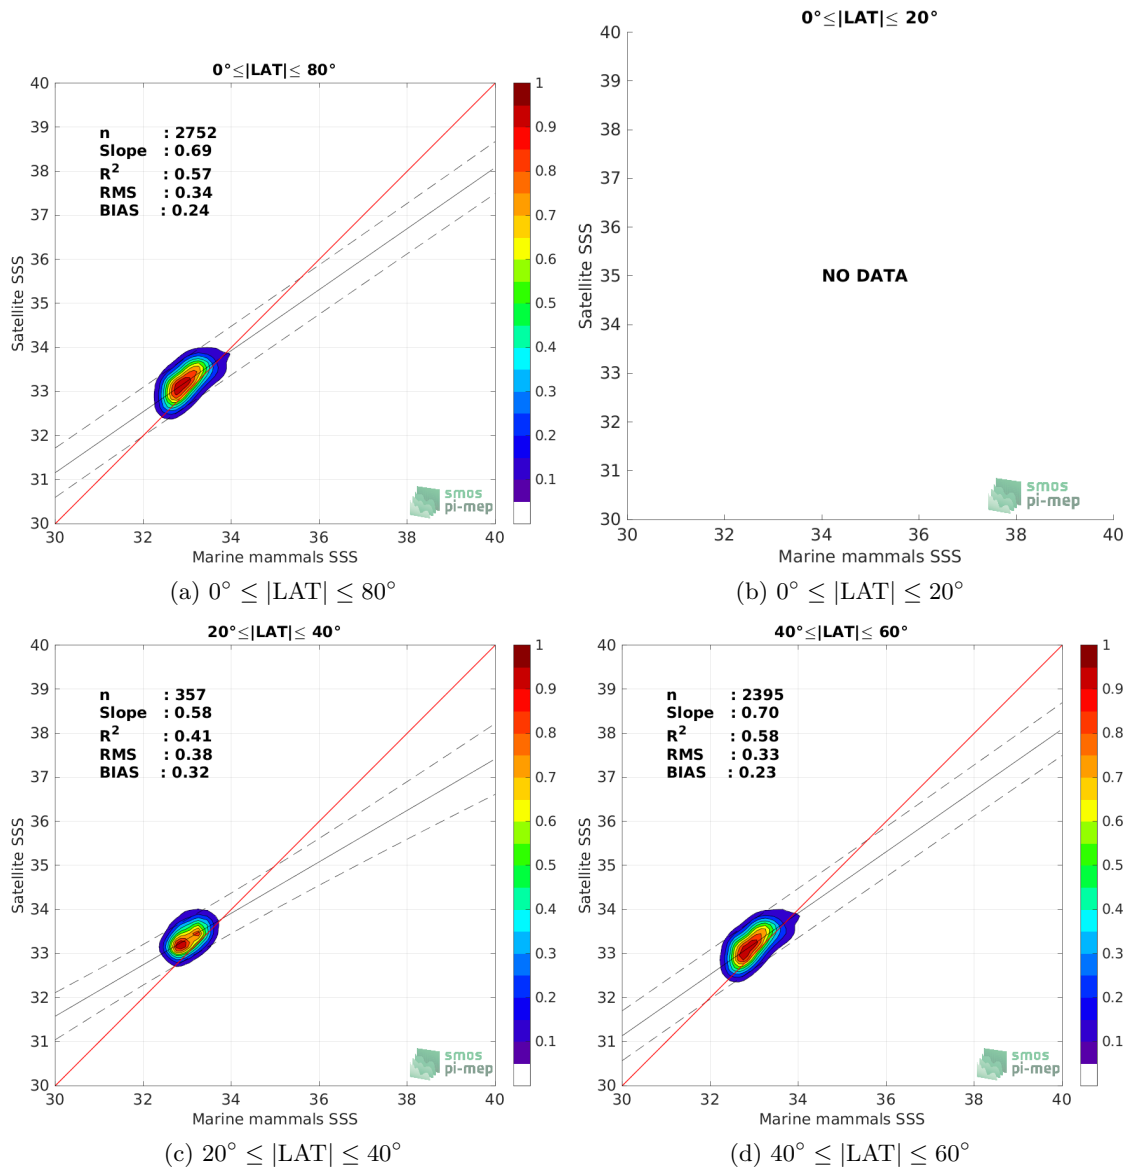 0°≤|LAT|≤ 80°
40
39
38
37
36
35
34
33
32
31
30
Satellite SSS
n : 2752
Slope : 0.69
R2 : 0.57
RMS : 0.34
BIAS : 0.24
smos
pi-mep
30 32 34 36 38 40
Marine mammals SSS
1
0.9
0.8
0.7
0.6
0.5
0.4
0.3
0.2
0.1
(a) 0° ≤ |LAT| ≤ 80°
0°≤|LAT|≤ 20°
40
39
38
37
36
35
34
33
32
31
30
Satellite SSS
NO DATA
smos
pi-mep
30 32 34 36 38 40
Marine mammals SSS
(b) 0° ≤ |LAT| ≤ 20°
20°≤|LAT|≤ 40°
40
39
38
37
36
35
34
33
32
31
30
Satellite SSS
n : 357
Slope : 0.58
R2 : 0.41
RMS : 0.38
BIAS : 0.32
smos
pi-mep
30 32 34 36 38 40
Marine mammals SSS
1
0.9
0.8
0.7
0.6
0.5
0.4
0.3
0.2
0.1
(c) 20° ≤ |LAT| ≤ 40°
40°≤|LAT|≤ 60°
40
39
38
37
36
35
34
33
32
31
30
Satellite SSS
n : 2395
Slope : 0.70
R2 : 0.58
RMS : 0.33
BIAS : 0.23
smos
pi-mep
30 32 34 36 38 40
Marine mammals SSS
1
0.9
0.8
0.7
0.6
0.5
0.4
0.3
0.2
0.1
(d) 40° ≤ |LAT| ≤ 60°